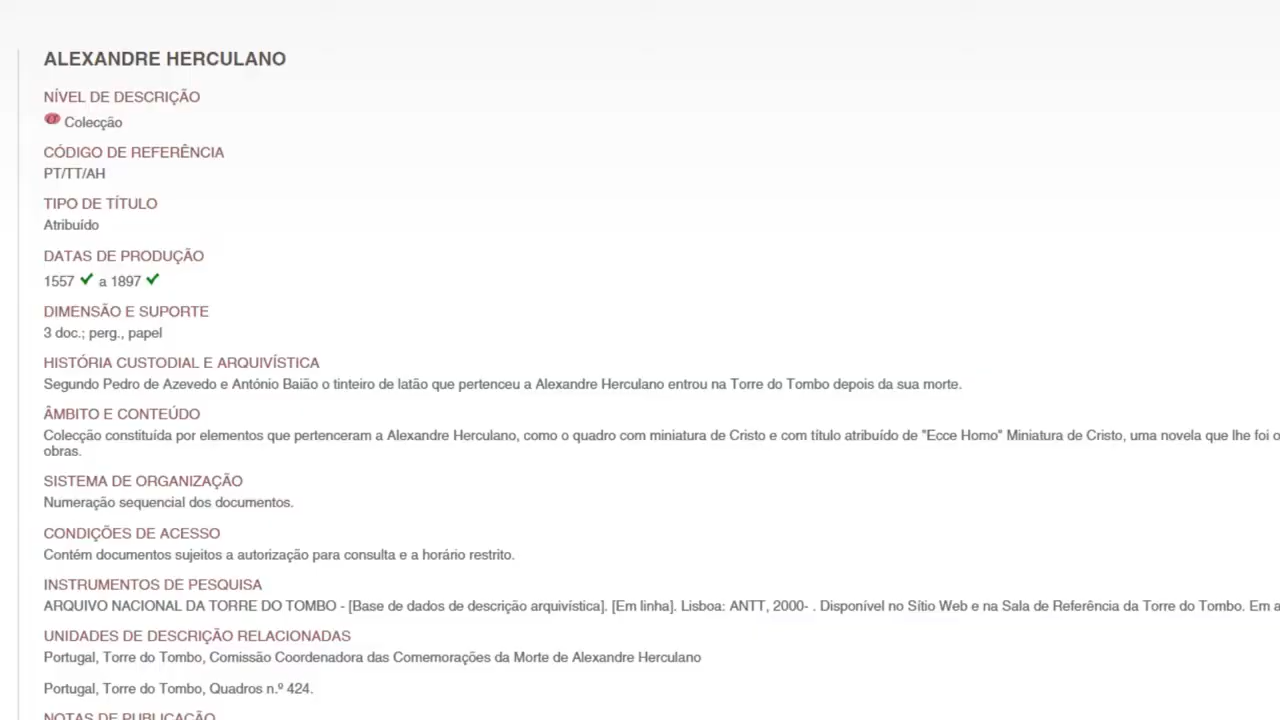 ALEXANDRE HERCULANO
NÍVEL DE DESCRIÇÃO
Colecção
CÓDIGO DE REFERÊNCIA
PT/TT/AH
TIPO DE TÍTULO
Atribuído
DATAS DE PRODUÇÃO
1557 a 1897
DIMENSÃO E SUPORTE
3 doc.; perg., papel
HISTÓRIA CUSTODIAL E ARQUIVÍSTICA
Segundo Pedro de Azevedo e António Baião o tinteiro de latão que pertenceu a Alexandre Herculano entrou na Torre do Tombo depois da sua morte.
ÂMBITO E CONTEÚDO
Colecção constituída por elementos que pertenceram a Alexandre Herculano, como o quadro com miniatura de Cristo e com título atribuído de "Ecce Homo" Miniatura de Cristo, uma novela que lhe foi o
obras.
SISTEMA DE ORGANIZAÇÃO
Numeração sequencial dos documentos.
CONDIÇÕES DE ACESSO
Contém documentos sujeitos a autorização para consulta e a horário restrito.
INSTRUMENTOS DE PESQUISA
ARQUIVO NACIONAL DA TORRE DO TOMBO - [Base de dados de descrição arquivística]. [Em linha]. Lisboa: ANTT, 2000- . Disponível no Sítio Web e na Sala de Referência da Torre do Tombo. Em a
UNIDADES DE DESCRIÇÃO RELACIONADAS
Portugal, Torre do Tombo, Comissão Coordenadora das Comemorações da Morte de Alexandre Herculano
Portugal, Torre do Tombo, Quadros n.º 424.
NOTAS DE PUBLICAÇÃO